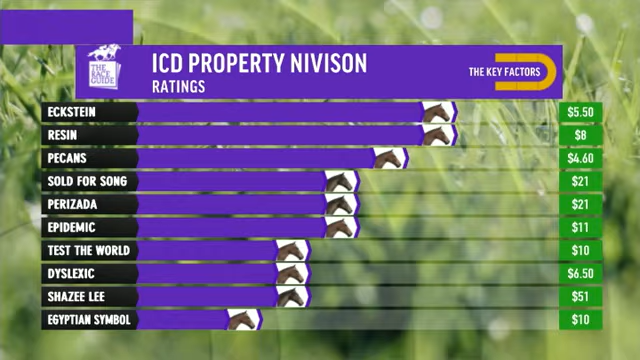 THE
RACE
GUIDE
ICD PROPERTY NIVISON
RATINGS
THE KEY FACTORS
ECKSTEIN $5.50
RESIN $8
PECANS $4.60
SOLD FOR SONG $21
PERIZADA $21
EPIDEMIC $11
TEST THE WORLD $10
DYSLEXIC $6.50
SHAZEE LEE $51
EGYPTIAN SYMBOL $10